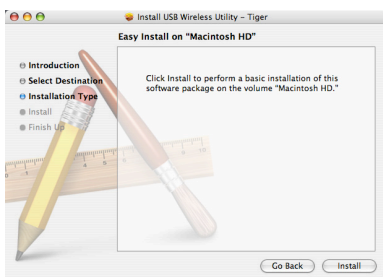 Install USB Wireless Utility - Tiger
Easy Install on "Macintosh HD"
Introduction
Select Destination
Installation Type
Install
Finish Up
Click Install to perform a basic installation of this
software package on the volume "Macintosh HD."
Go Back
Install